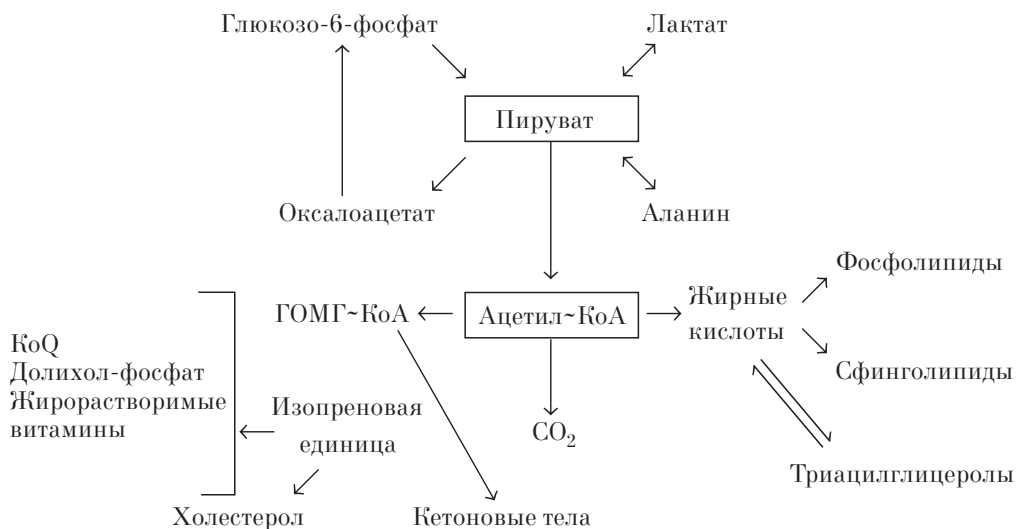 Глюкозо-6-фосфат
Лактат
Пируват
Оксалоацетат
Аланин
Фосфолипиды
ГОМГ~КоА
Ацетил~КоА
Жирные
кислоты
КоQ
Долихол-фосфат
Жирорастворимые
витамины
Сфинголипиды
Изопреновая
единица
CO₂
Триацилглицеролы
Холестерол
Кетоновые тела